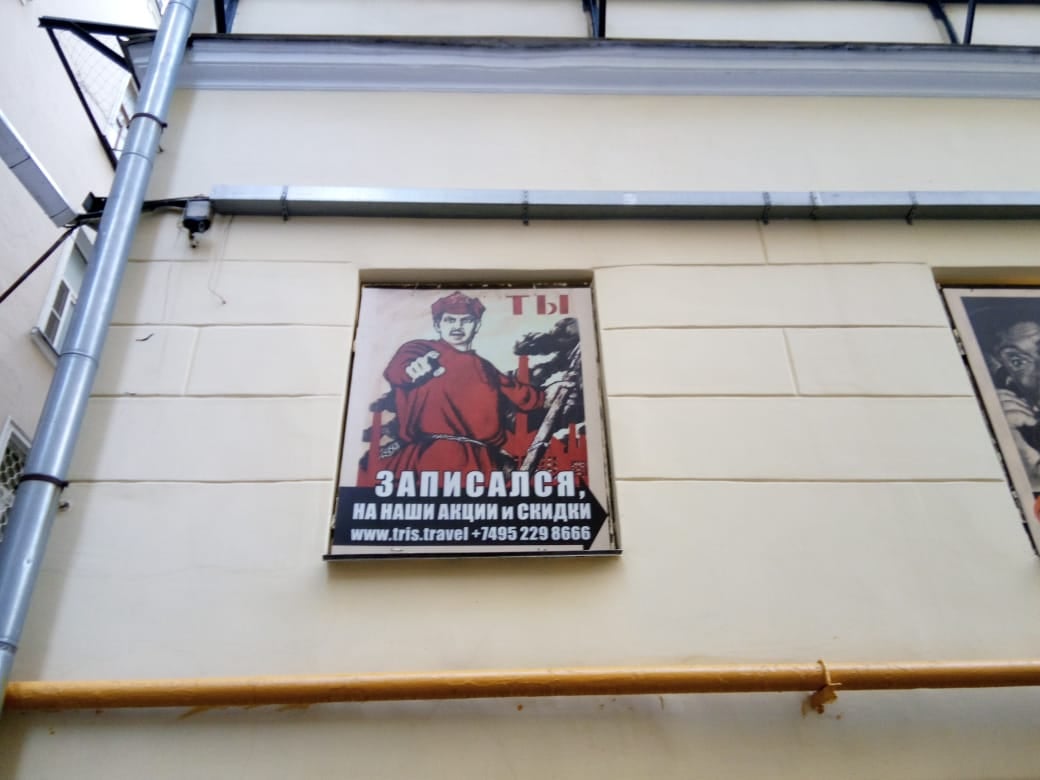 ТЫ
ЗАПИСАЛСЯ,
НА НАШИ АКЦИИ и СКИДКИ
www.tris.travel +7495 229 8666